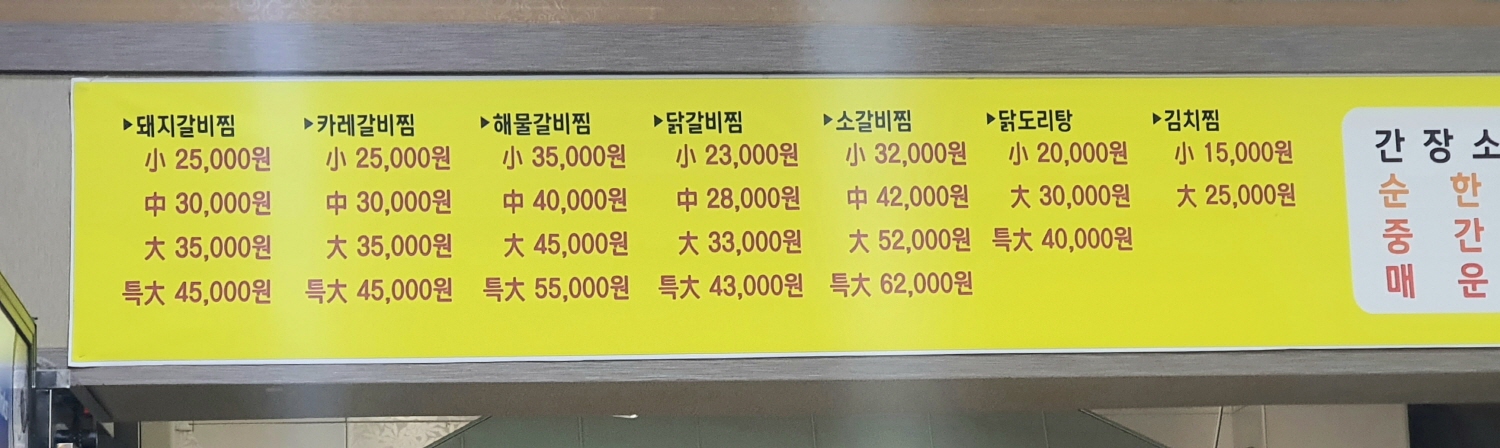 ▶돼지갈비찜
小 25,000원
中 30,000원
大 35,000원
특大 45,000원
▶카레갈비찜
小 25,000원
中 30,000원
大 35,000원
특大 45,000원
▶해물갈비찜
小 35,000원
中 40,000원
大 45,000원
특大 55,000원
▶닭갈비찜
小 23,000원
中 28,000원
大 33,000원
특大 43,000원
▶소갈비찜
小 32,000원
中 42,000원
大 52,000원
특大 62,000원
▶닭도리탕
小 20,000원
大 30,000원
특大 40,000원
▶김치찜
小 15,000원
大 25,000원
간 장 소
순 한
중 간
매 운